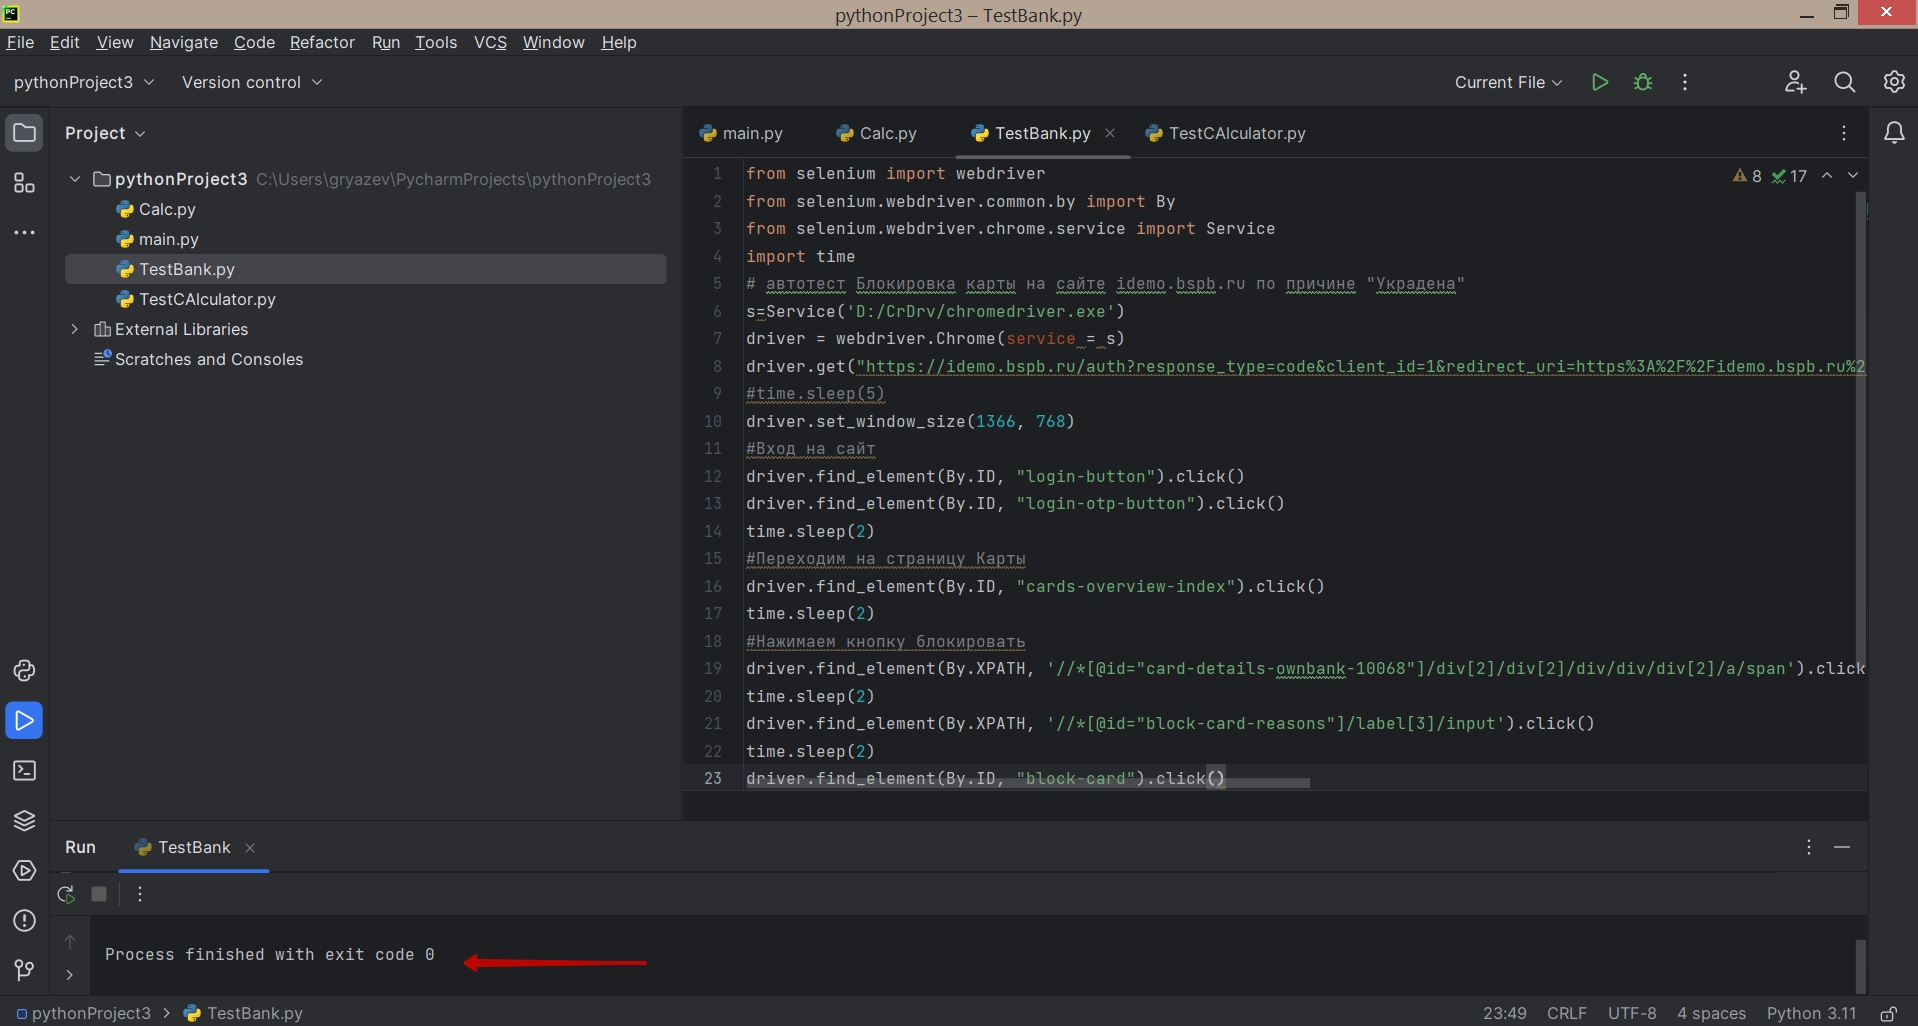 PC
pythonProject3 – TestBank.py
File Edit View Navigate Code Refactor Run Tools VCS Window Help
pythonProject3 Version control Current File
Project
main.py Calc.py TestBank.py TestCAlculator.py
pythonProject3 C:\Users\gryazev\PycharmProjects\pythonProject3
Calc.py
main.py
TestBank.py
TestCAlculator.py
External Libraries
Scratches and Consoles
8 17
1 from selenium import webdriver
2 from selenium.webdriver.common.by import By
3 from selenium.webdriver.chrome.service import Service
4 import time
5 # автотест Блокировка карты на сайте idemo.bspb.ru по причине "Украдена"
6 s=Service('D:/CrDrv/chromedriver.exe')
7 driver = webdriver.Chrome(service = s)
8 driver.get("https://idemo.bspb.ru/auth?response_type=code&client_id=1&redirect_uri=https%3A%2F%2Fidemo.bspb.ru%2
9 #time.sleep(5)
10 driver.set_window_size(1366, 768)
11 #Вход на сайт
12 driver.find_element(By.ID, "login-button").click()
13 driver.find_element(By.ID, "login-otp-button").click()
14 time.sleep(2)
15 #Переходим на страницу Карты
16 driver.find_element(By.ID, "cards-overview-index").click()
17 time.sleep(2)
18 #Нажимаем кнопку блокировать
19 driver.find_element(By.XPATH, '//*[@id="card-details-ownbank-10068"]/div[2]/div[2]/div/div/div[2]/a/span').click
20 time.sleep(2)
21 driver.find_element(By.XPATH, '//*[@id="block-card-reasons"]/label[3]/input').click()
22 time.sleep(2)
23 driver.find_element(By.ID, "block-card").click()
Run TestBank
Process finished with exit code 0
pythonProject3 > TestBank.py 23:49 CRLF UTF-8 4 spaces Python 3.11